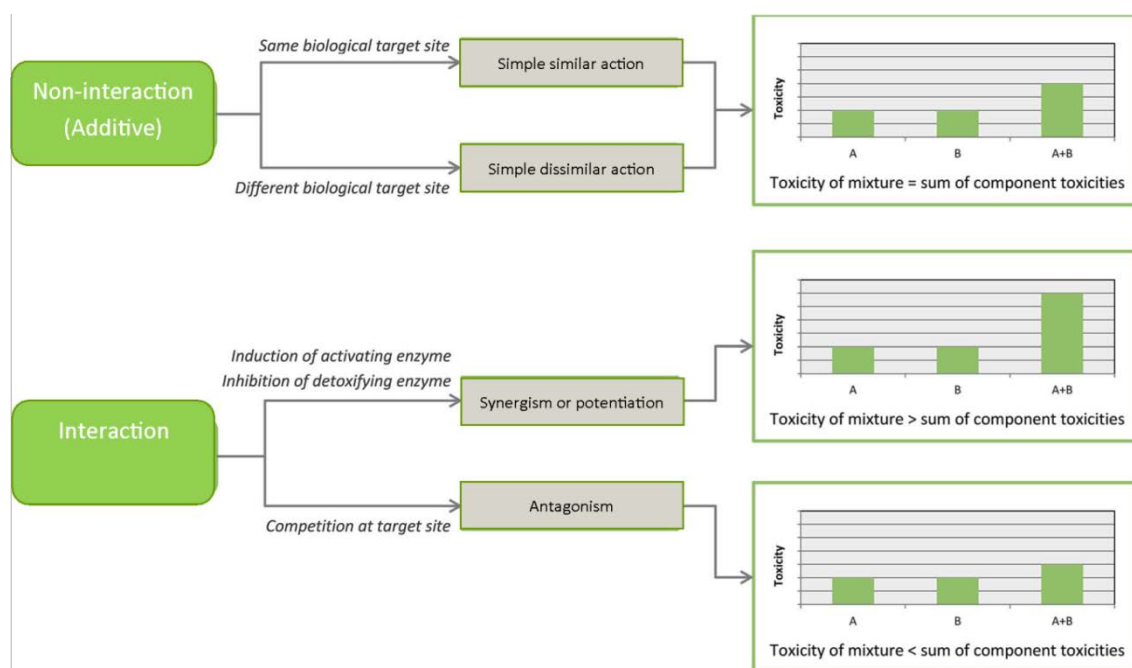 Non-interaction
(Additive)
Same biological target site
Simple similar action
Different biological target site
Simple dissimilar action
Toxicity
A B A+B
Toxicity of mixture = sum of component toxicities
Interaction
Induction of activating enzyme
Inhibition of detoxifying enzyme
Synergism or potentiation
Toxicity
A B A+B
Toxicity of mixture > sum of component toxicities
Competition at target site
Antagonism
Toxicity
A B A+B
Toxicity of mixture < sum of component toxicities